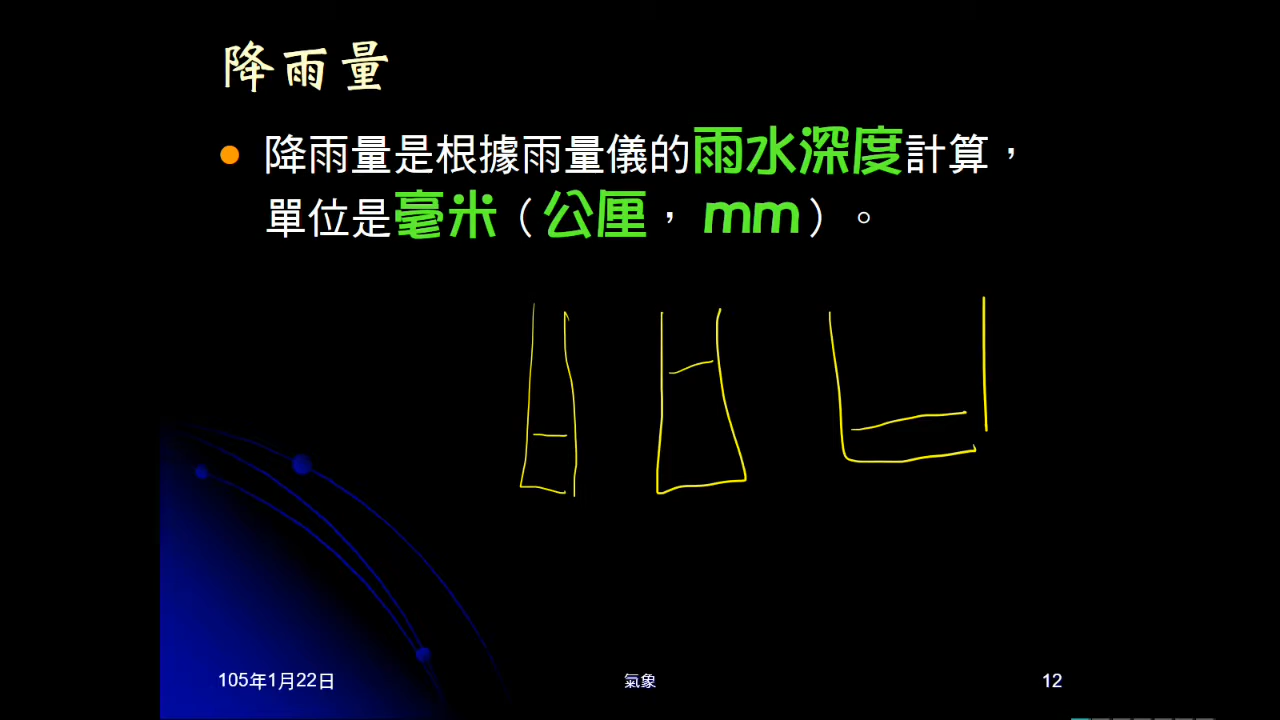 降雨量
降雨量是根據雨量儀的雨水深度計算，
單位是毫米（公厘， mm）。
105年1月22日
氣象
12